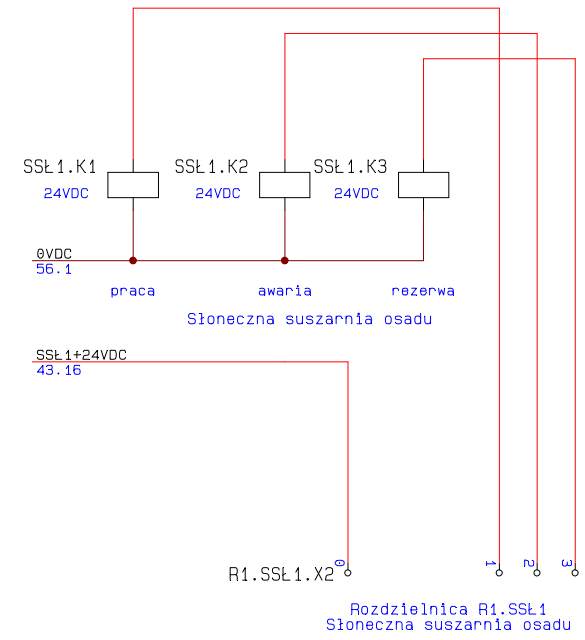 SSŁ1.K1 SSŁ1.K2 SSŁ1.K3
24VDC 24VDC 24VDC
0VDC
56.1
praca awaria rezerwa
Słoneczna suszarnia osadu
SSŁ1+24VDC
43.16
0 1 2 3
R1.SSŁ1.X2
Rozdzielnica R1.SSŁ1
Słoneczna suszarnia osadu